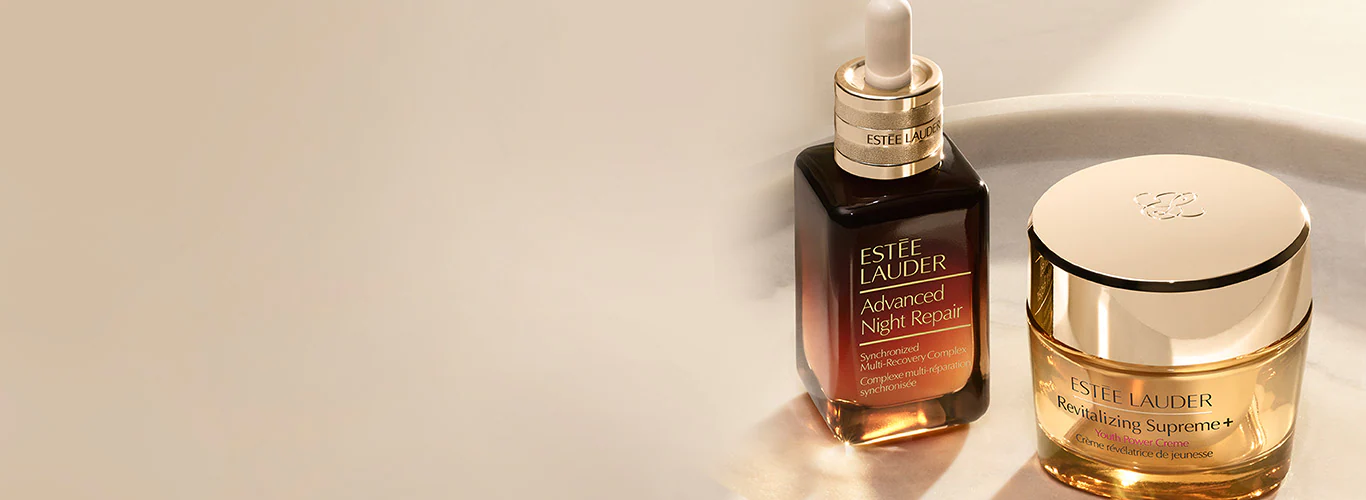 ESTĒE LAUDER
ESTĒE
LAUDER
Advanced
Night Repair
Synchronized
Multi-Recovery Complex
Complexe multi-réparation
synchronisée
ESTĒE LAUDER
Revitalizing Supreme+
Youth Power Creme
Crème révélatrice de jeunesse